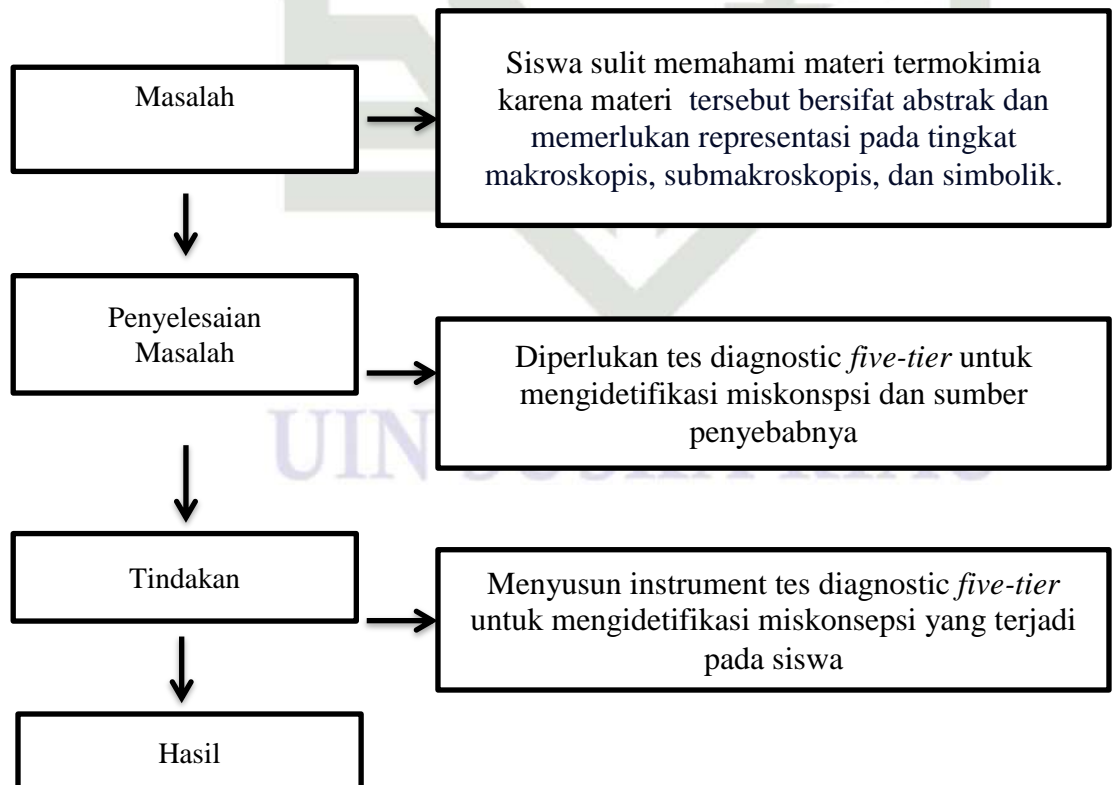 Masalah
Siswa sulit memahami materi termokimia
karena materi tersebut bersifat abstrak dan
memerlukan representasi pada tingkat
makroskopis, submakroskopis, dan simbolik.
Penyelesaian
Masalah
Diperlukan tes diagnostic five-tier untuk
mengidetifikasi miskonspsi dan sumber
penyebabnya
UIN
Tindakan
Menyusun instrument tes diagnostic five-tier
untuk mengidetifikasi miskonsepsi yang terjadi
pada siswa
Hasil